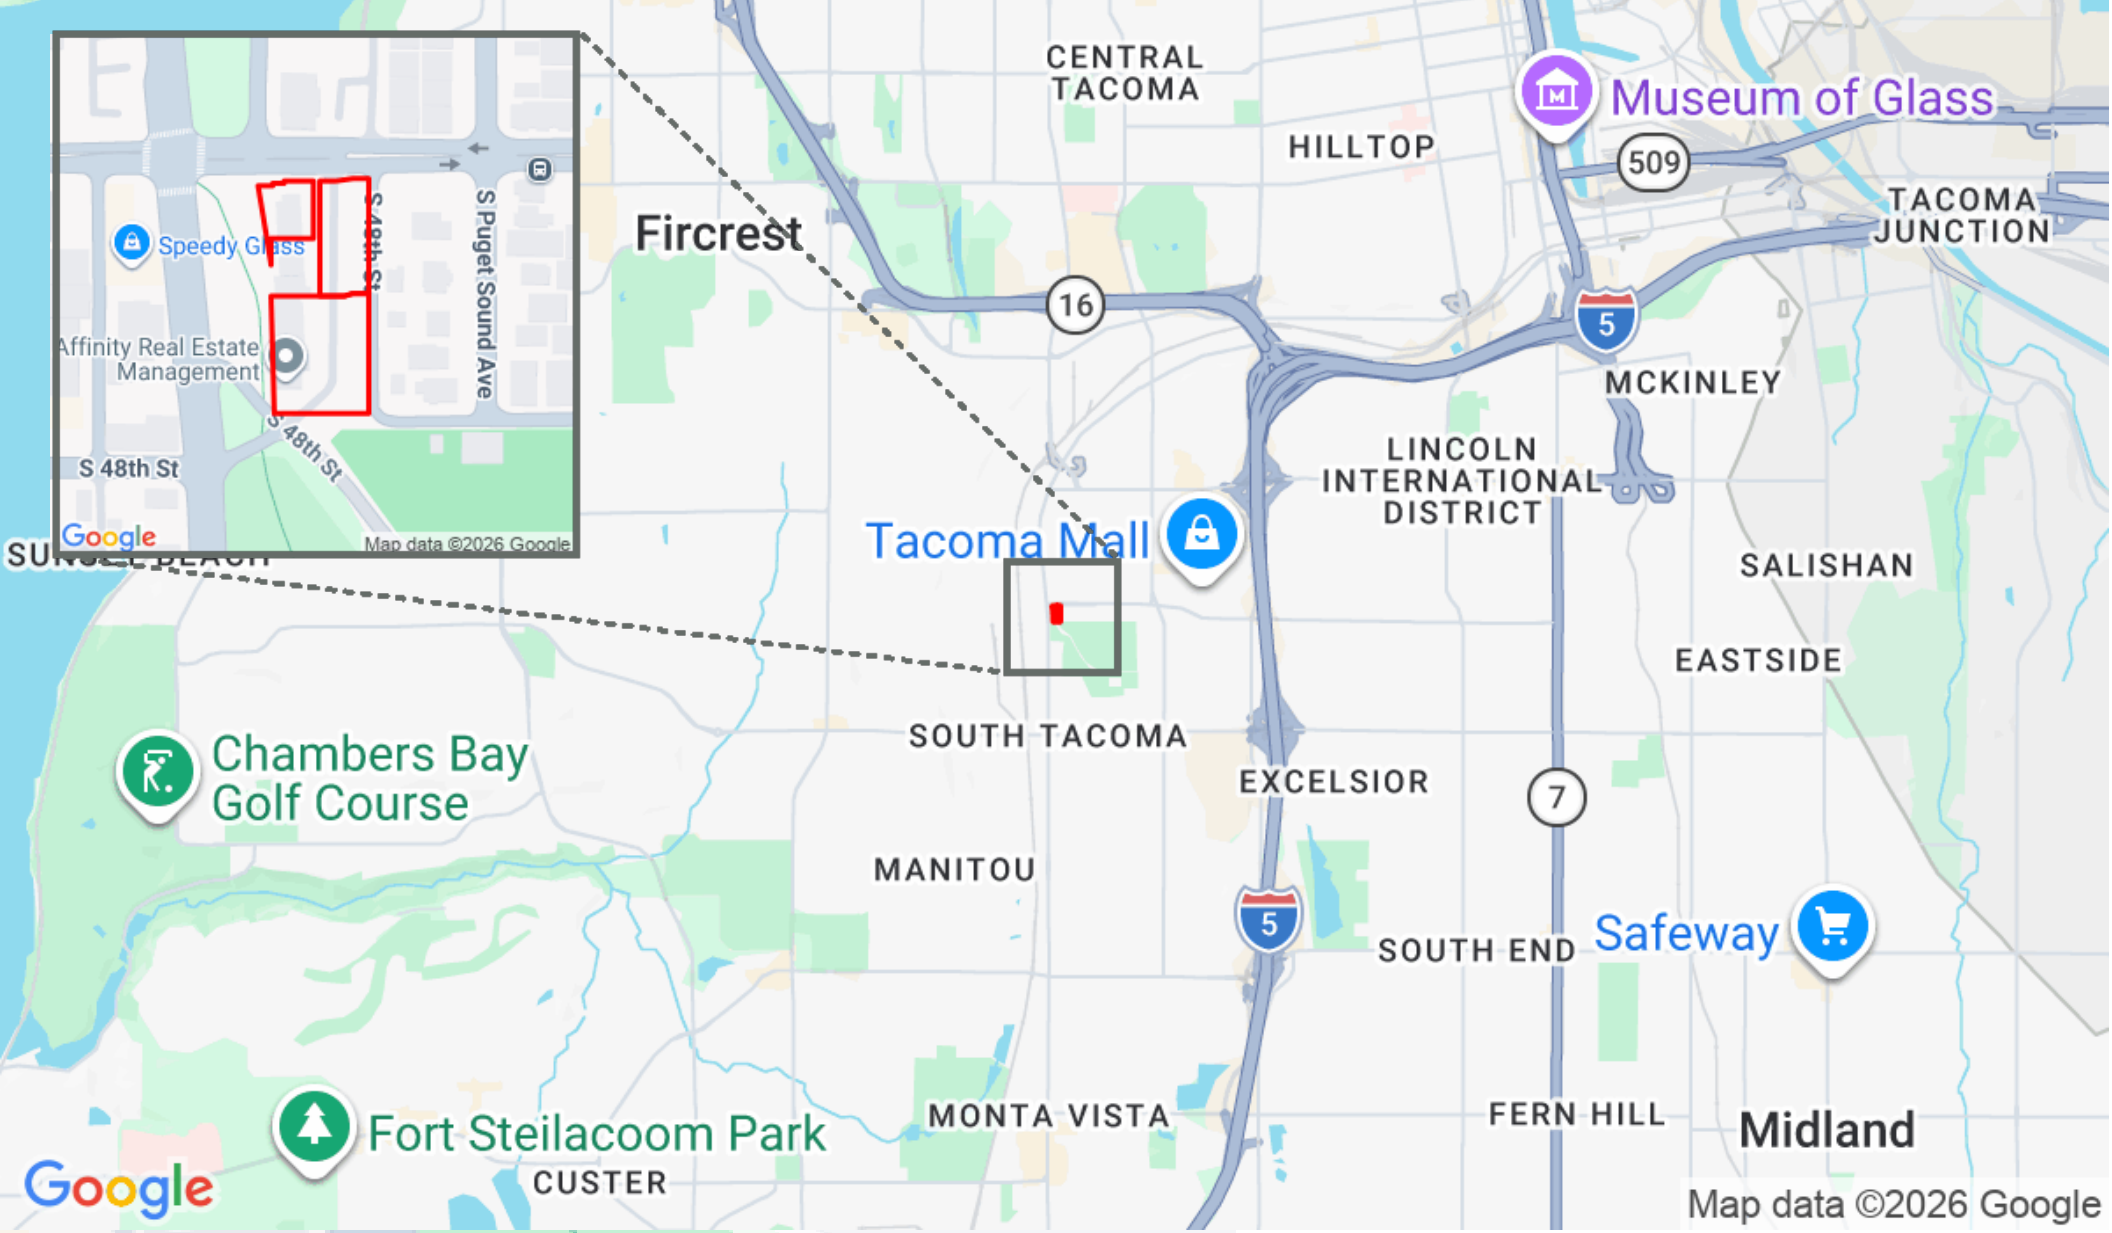 CENTRAL
TACOMA
HILLTOP
Museum of Glass
509
TACOMA
JUNCTION
Fircrest
16
5
MCKINLEY
LINCOLN
INTERNATIONAL
DISTRICT
Tacoma Mall
SALISHAN
EASTSIDE
SOUTH TACOMA
EXCELSIOR
7
MANITOU
5
SOUTH END
Safeway
MONTA VISTA
FERN HILL
Midland
Chambers Bay
Golf Course
Fort Steilacoom Park
CUSTER
SUNSET BEACH
Google
Map data ©2026 Google
Speedy Glass
S 48th St
S Puget Sound Ave
Affinity Real Estate
Management
S 48th St
S 48th St
Google
Map data ©2026 Google